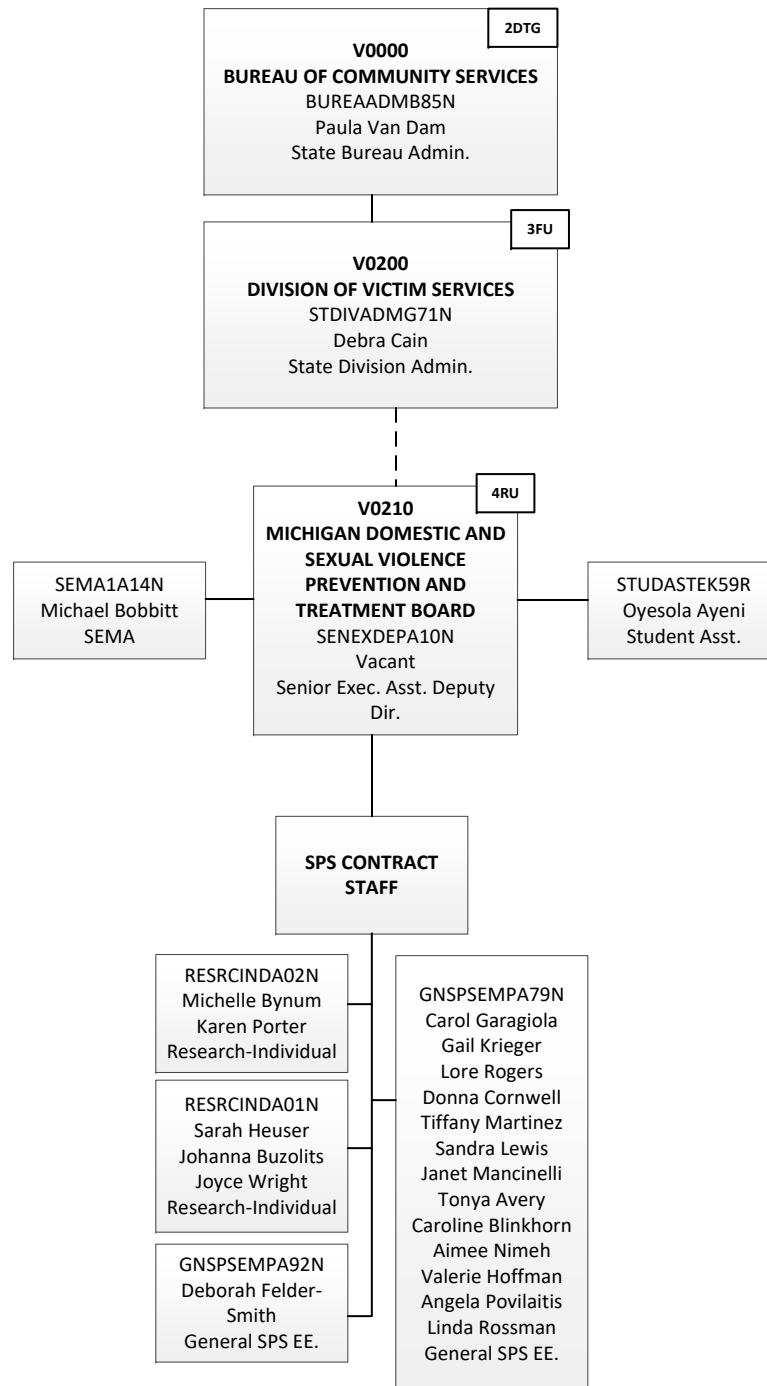 2DTG
V0000
BUREAU OF COMMUNITY SERVICES
BUREAADMB85N
Paula Van Dam
State Bureau Admin.
3FU
V0200
DIVISION OF VICTIM SERVICES
STDIVADMG71N
Debra Cain
State Division Admin.
4RU
V0210
MICHIGAN DOMESTIC AND
SEXUAL VIOLENCE
PREVENTION AND
TREATMENT BOARD
SENEXDEPA10N
Vacant
Senior Exec. Asst. Deputy
Dir.
SEMA1A14N
Michael Bobbitt
SEMA
STUDASTEK59R
Oyesola Ayeni
Student Asst.
SPS CONTRACT
STAFF
RESRCINDA02N
Michelle Bynum
Karen Porter
Research-Individual
RESRCINDA01N
Sarah Heuser
Johanna Buzolits
Joyce Wright
Research-Individual
GNSPSEMPA92N
Deborah Felder-
Smith
General SPS EE.
GNSPSEMPA79N
Carol Garagiola
Gail Krieger
Lore Rogers
Donna Cornwell
Tiffany Martinez
Sandra Lewis
Janet Mancinelli
Tonya Avery
Caroline Blinkhorn
Aimee Nimeh
Valerie Hoffman
Angela Povilaitis
Linda Rossman
General SPS EE.